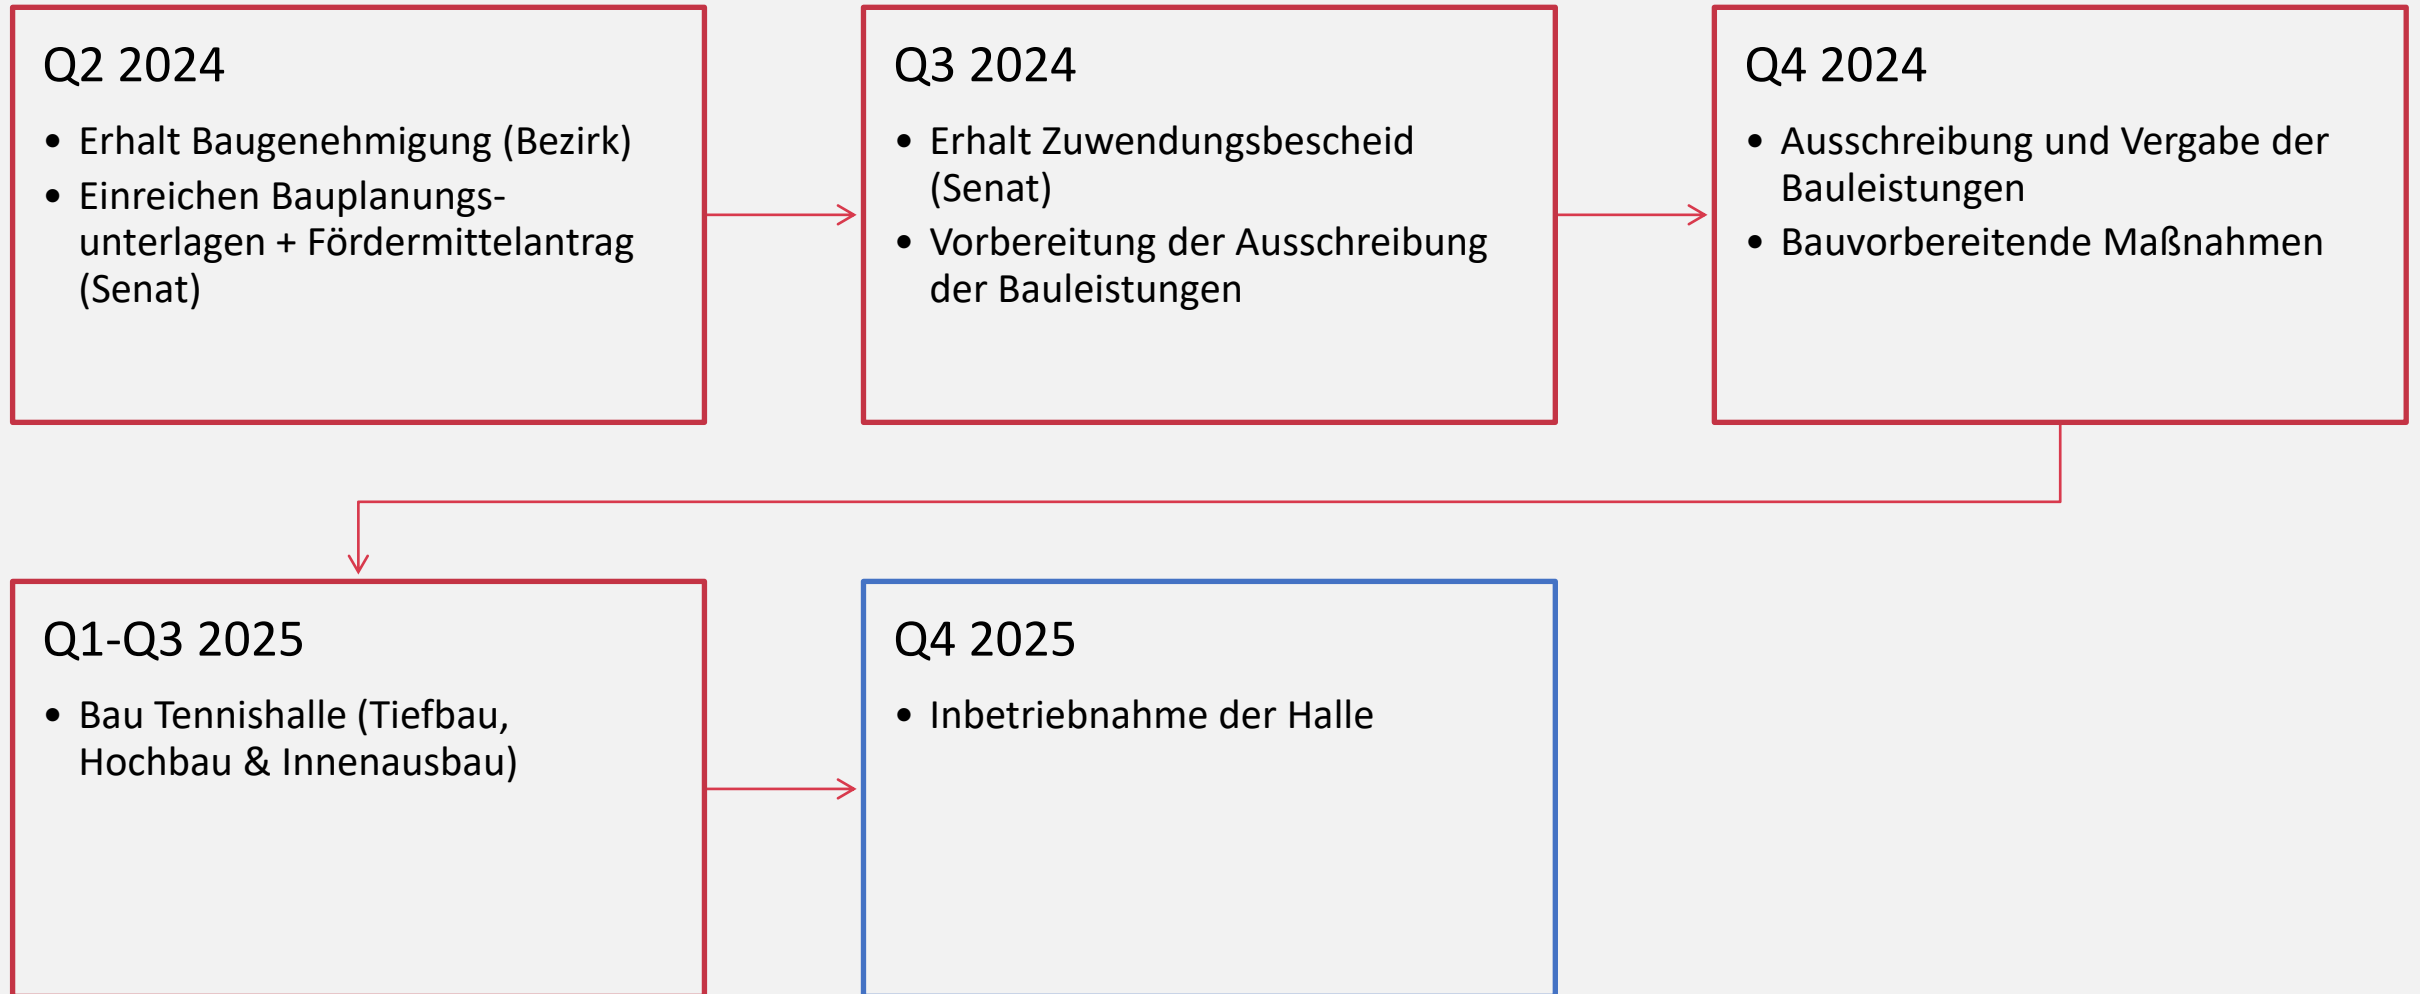 Q2 2024
• Erhalt Baugenehmigung (Bezirk)
• Einreichen Bauplanungs-
unterlagen + Fördermittelantrag
(Senat)
Q3 2024
• Erhalt Zuwendungsbescheid
(Senat)
• Vorbereitung der Ausschreibung
der Bauleistungen
Q4 2024
• Ausschreibung und Vergabe der
Bauleistungen
• Bauvorbereitende Maßnahmen
Q1-Q3 2025
• Bau Tennishalle (Tiefbau,
Hochbau & Innenausbau)
Q4 2025
• Inbetriebnahme der Halle